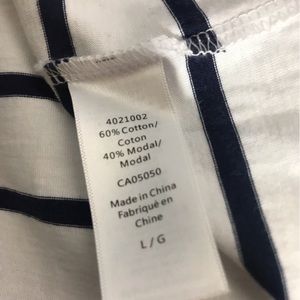 4021002
60% Cotton/
Coton
40% Modal/
Modal
CA05050
Made in China
Fabriqué en
Chine
L / G